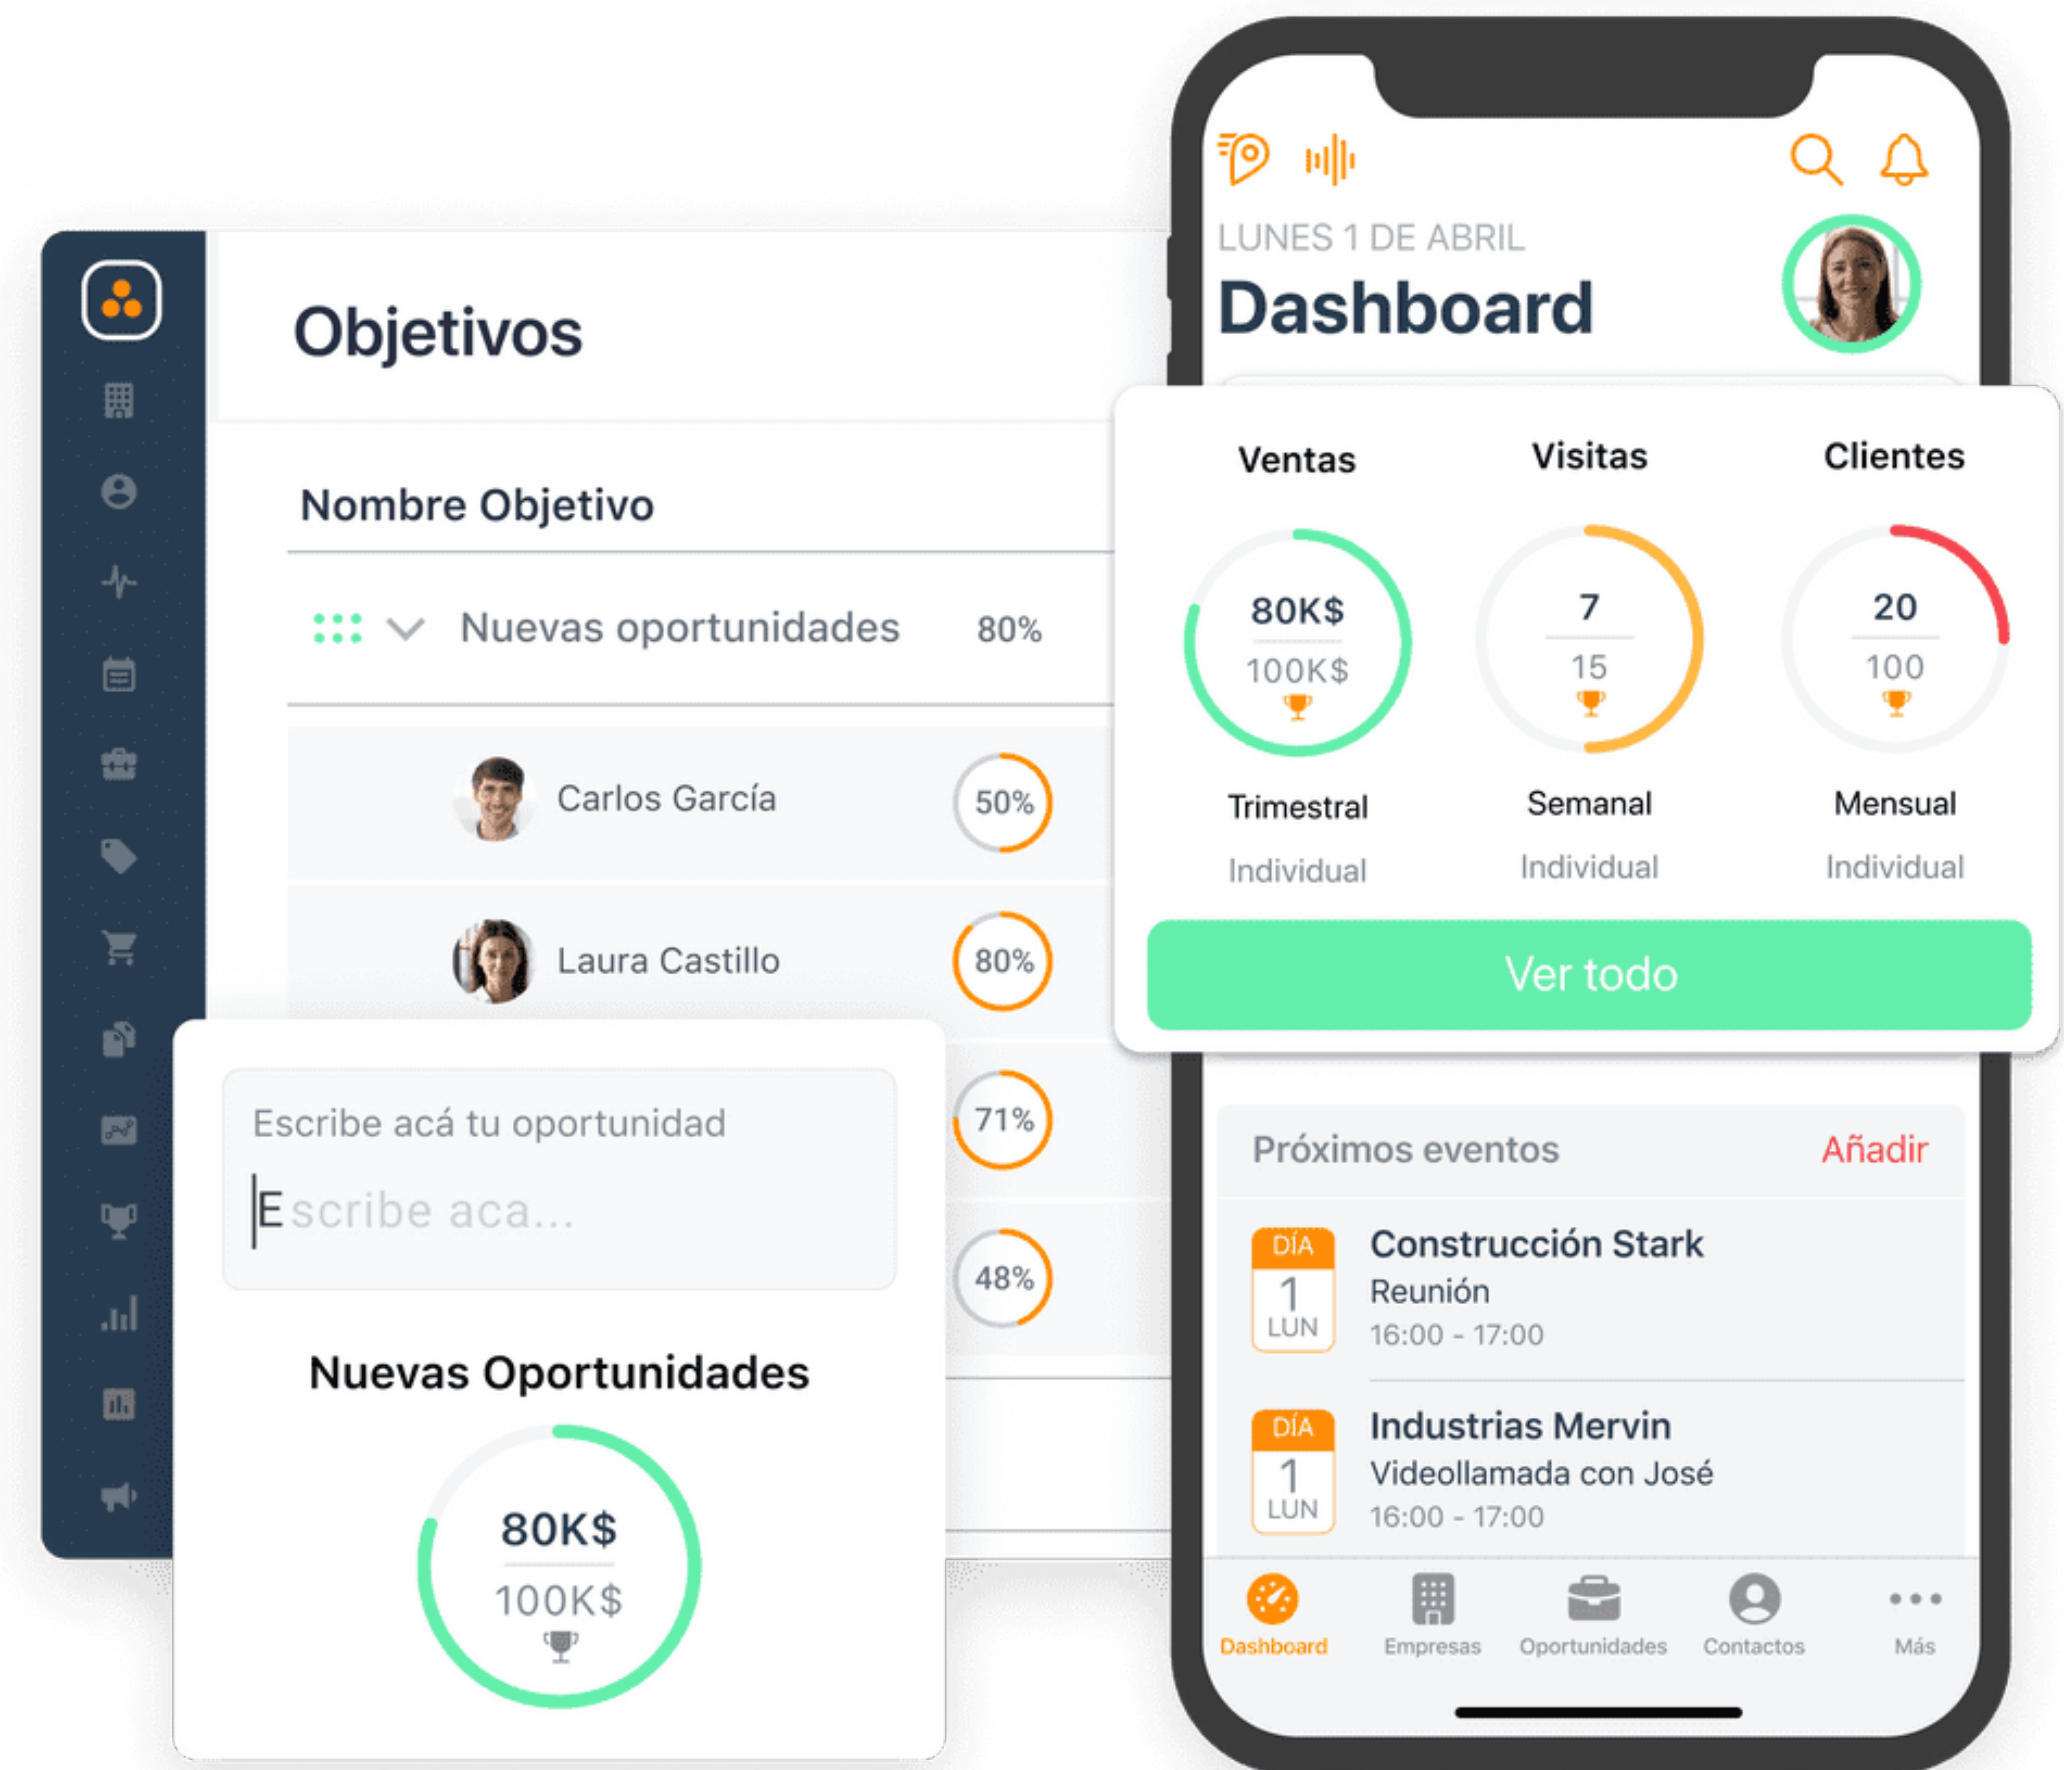 Objetivos
Nombre Objetivo
Nuevas oportunidades 80%
Carlos García 50%
Laura Castillo 80%
71%
48%
Escribe acá tu oportunidad
Escribe aca...
Nuevas Oportunidades
80K$
100K$
LUNES 1 DE ABRIL
Dashboard
Ventas Visitas Clientes
80K$ 7 20
100K$ 15 100
Trimestral Semanal Mensual
Individual Individual Individual
Ver todo
Próximos eventos Añadir
DÍA
1
LUN
Construcción Stark
Reunión
16:00 - 17:00
DÍA
1
LUN
Industrias Mervin
Videollamada con José
16:00 - 17:00
Dashboard Empresas Oportunidades Contactos Más